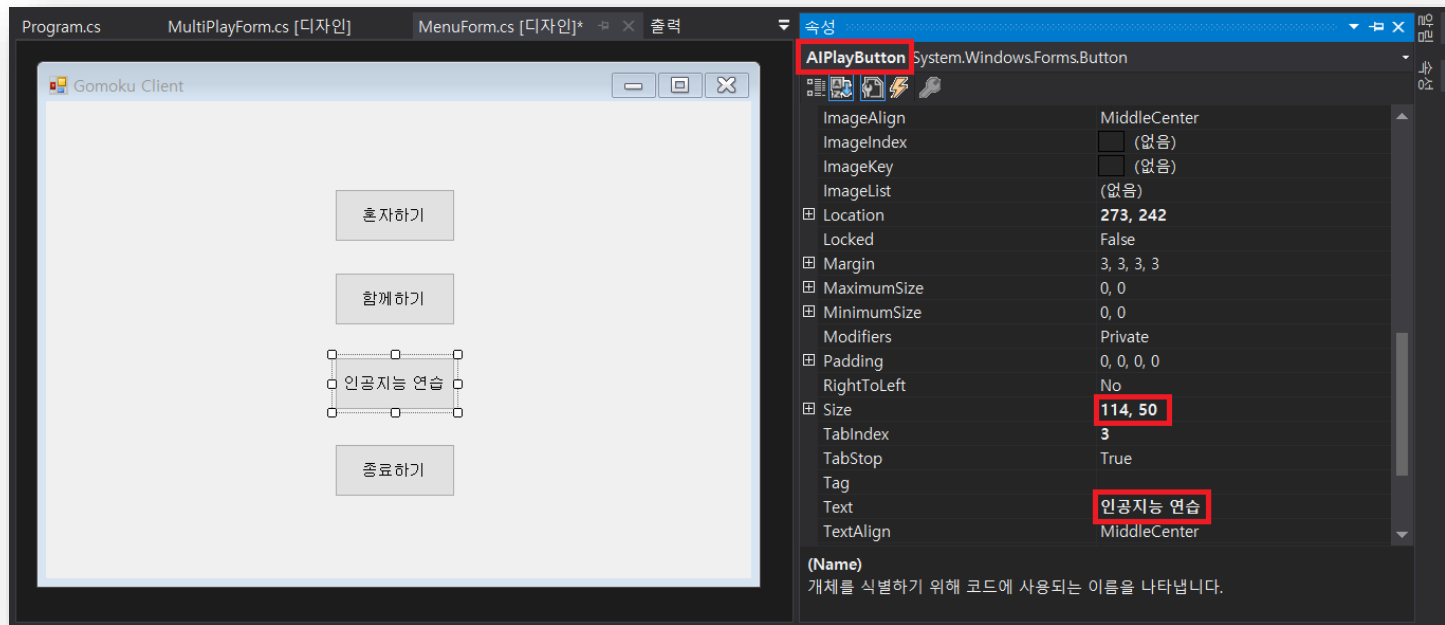 Program.cs MultiPlayForm.cs [디자인] MenuForm.cs [디자인]* 출력
Gomoku Client
혼자하기
함께하기
인공지능 연습
종료하기
속성
AIPlayButton System.Windows.Forms.Button
ImageAlign MiddleCenter
ImageIndex (없음)
ImageKey (없음)
ImageList (없음)
Location 273, 242
Locked False
Margin 3, 3, 3, 3
MaximumSize 0, 0
MinimumSize 0, 0
Modifiers Private
Padding 0, 0, 0, 0
RightToLeft No
Size 114, 50
TabIndex 3
TabStop True
Tag
Text 인공지능 연습
TextAlign MiddleCenter
(Name)
개체를 식별하기 위해 코드에 사용되는 이름을 나타냅니다.